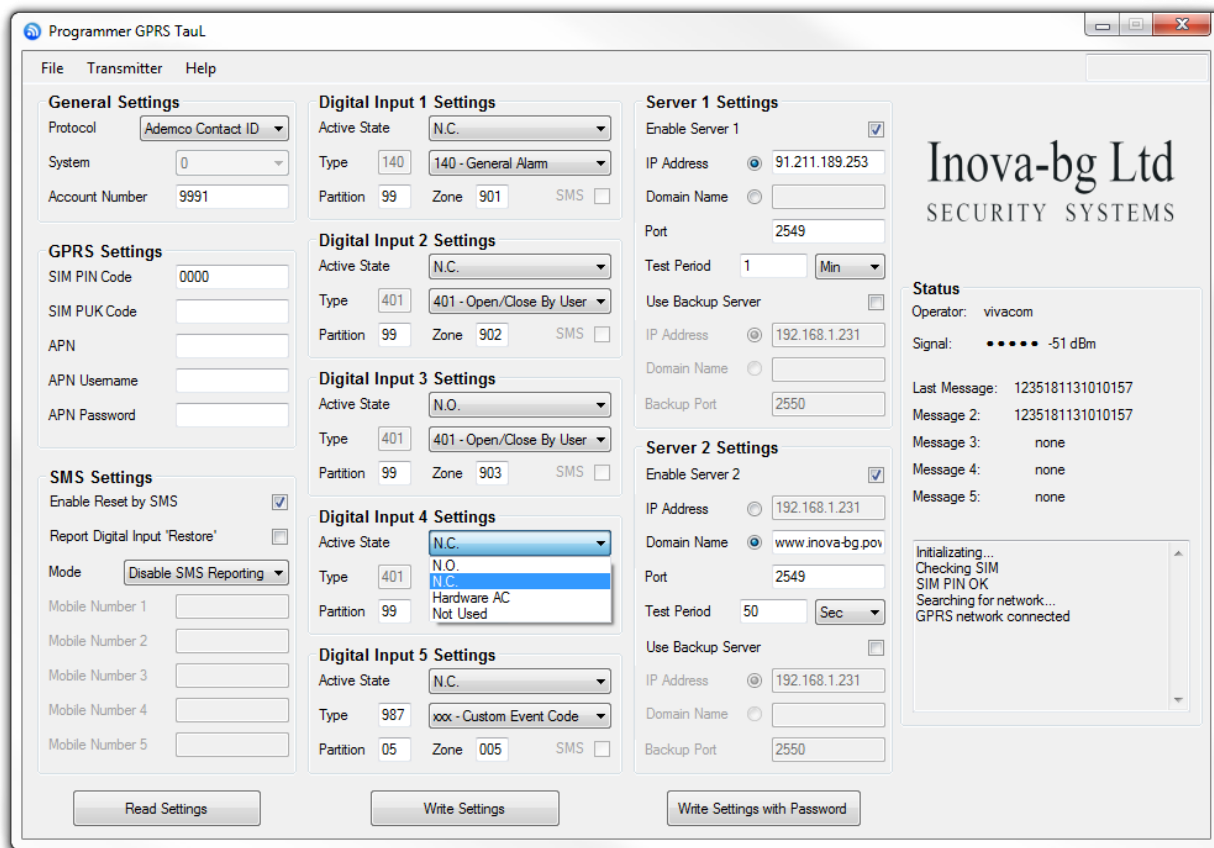 Programmer GPRS TauL
File Transmitter Help
General Settings
Protocol Ademco Contact ID
System 0
Account Number 9991
GPRS Settings
SIM PIN Code 0000
SIM PUK Code
APN
APN Username
APN Password
SMS Settings
Enable Reset by SMS
Report Digital Input 'Restore'
Mode Disable SMS Reporting
Mobile Number 1
Mobile Number 2
Mobile Number 3
Mobile Number 4
Mobile Number 5
Read Settings
Digital Input 1 Settings
Active State N.C.
Type 140 140 - General Alarm
Partition 99 Zone 901 SMS
Digital Input 2 Settings
Active State N.C.
Type 401 401 - Open/Close By User
Partition 99 Zone 902 SMS
Digital Input 3 Settings
Active State N.O.
Type 401 401 - Open/Close By User
Partition 99 Zone 903 SMS
Digital Input 4 Settings
Active State N.C.
N.O.
Type 401 N.C.
Hardware AC
Partition 99 Not Used
Digital Input 5 Settings
Active State N.C.
Type 987 xxx - Custom Event Code
Partition 05 Zone 005 SMS
Write Settings
Server 1 Settings
Enable Server 1
IP Address 91.211.189.253
Domain Name
Port 2549
Test Period 1 Min
Use Backup Server
IP Address 192.168.1.231
Domain Name
Backup Port 2550
Server 2 Settings
Enable Server 2
IP Address 192.168.1.231
Domain Name www.inova-bg.pov
Port 2549
Test Period 50 Sec
Use Backup Server
IP Address 192.168.1.231
Domain Name
Backup Port 2550
Write Settings with Password
Inova-bg Ltd
SECURITY SYSTEMS
Status
Operator: vivacom
Signal: ••••• -51 dBm
Last Message: 1235181131010157
Message 2: 1235181131010157
Message 3: none
Message 4: none
Message 5: none
Initializating...
Checking SIM
SIM PIN OK
Searching for network...
GPRS network connected